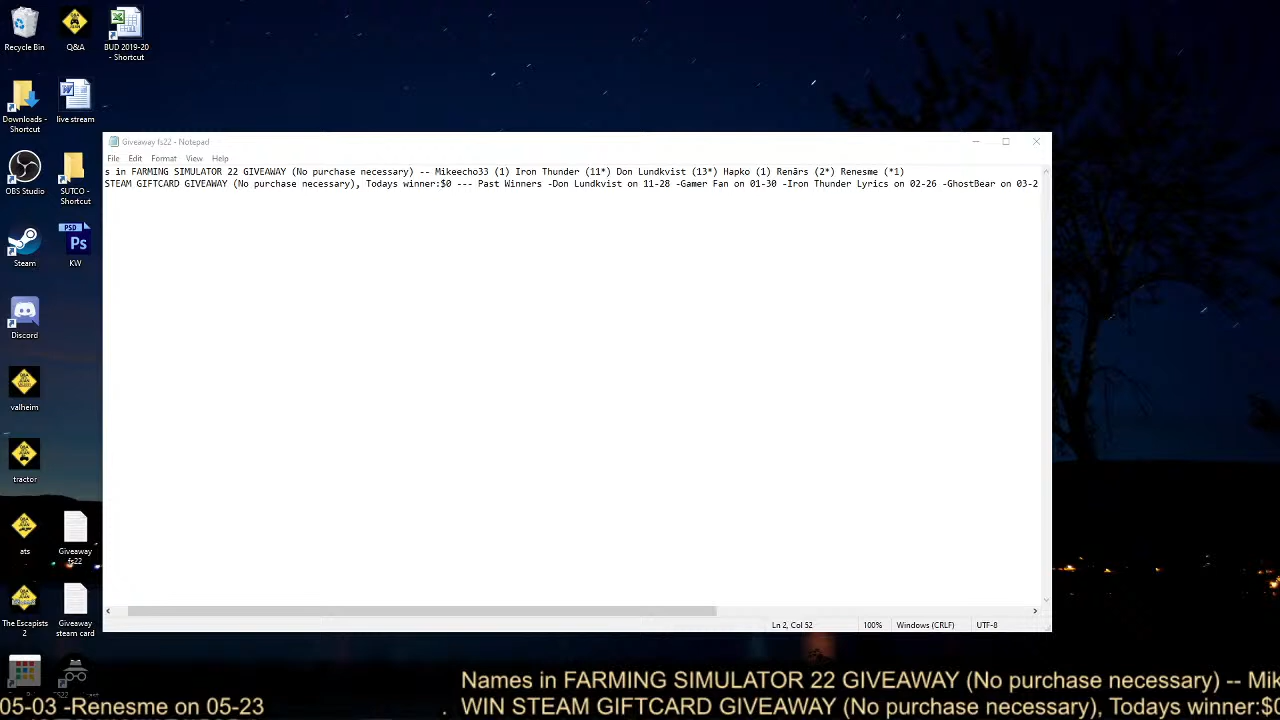 Recycle Bin
Q&A
BUD 2019-20 - Shortcut
Downloads - Shortcut
live stream
OBS Studio
SUTCO - Shortcut
Steam
PSD
Ps
KW
Discord
valheim
tractor
ats
Giveaway fs22
The Escapists 2
Giveaway steam card
Giveaway fs22 - Notepad
File Edit Format View Help
s in FARMING SIMULATOR 22 GIVEAWAY (No purchase necessary) -- Mikeecho33 (1) Iron Thunder (11*) Don Lundkvist (13*) Hapko (1) Renārs (2*) Renesme (*1)
STEAM GIFTCARD GIVEAWAY (No purchase necessary), Todays winner:$0 --- Past Winners -Don Lundkvist on 11-28 -Gamer Fan on 01-30 -Iron Thunder Lyrics on 02-26 -GhostBear on 03-2
Ln 2, Col 52 100% Windows (CRLF) UTF-8
Names in FARMING SIMULATOR 22 GIVEAWAY (No purchase necessary) -- Mik
05-03 -Renesme on 05-23 . WIN STEAM GIFTCARD GIVEAWAY (No purchase necessary), Todays winner:$0